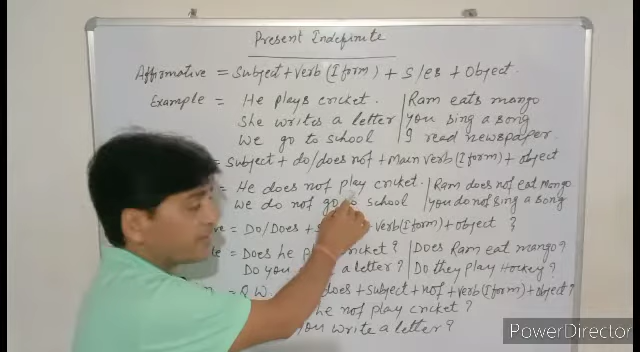 Present Indefinite
Affirmative = Subject + Verb (I form) + s/es + Object.
Example = He plays cricket. | Ram eats mango
She writes a letter | you sing a song
We go to school | I read newspaper.
= Subject + do/does not + main verb (I form) + object
= He does not play cricket. | Ram does not eat mango
We do not go to school | you do not sing a song
= Do/Does + verb (I form) + object ?
= Does he cricket? | Does Ram eat mango?
Do you a letter? | Do they play Hockey?
does + subject + not + verb (I form) + object?
he not play cricket?
you write a letter?
PowerDirector